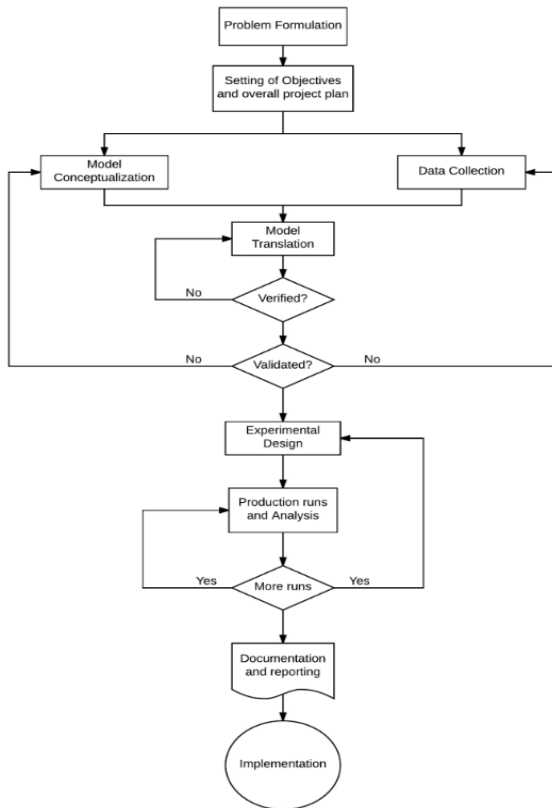 Problem Formulation
Setting of Objectives
and overall project plan
Model
Conceptualization
Data Collection
Model
Translation
No
Verified?
No
Validated?
No
Experimental
Design
Production runs
and Analysis
Yes
More runs
Yes
Documentation
and reporting
Implementation